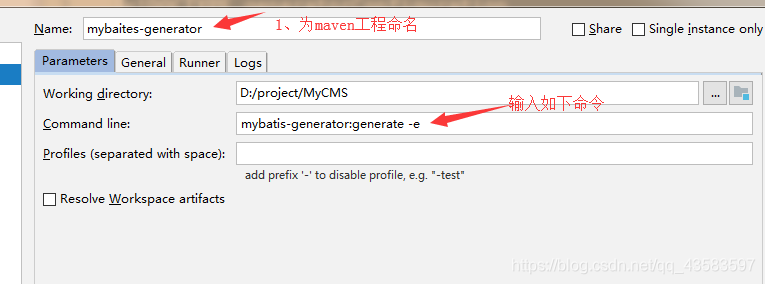 Name: mybaites-generator 1、为maven工程命名 Share Single instance only
Parameters General Runner Logs
Working directory: D:/project/MyCMS ...
输入如下命令
Command line: mybatis-generator:generate -e
Profiles (separated with space):
add prefix '-' to disable profile, e.g. "-test"
Resolve Workspace artifacts
https://blog.csdn.net/qq_43583597